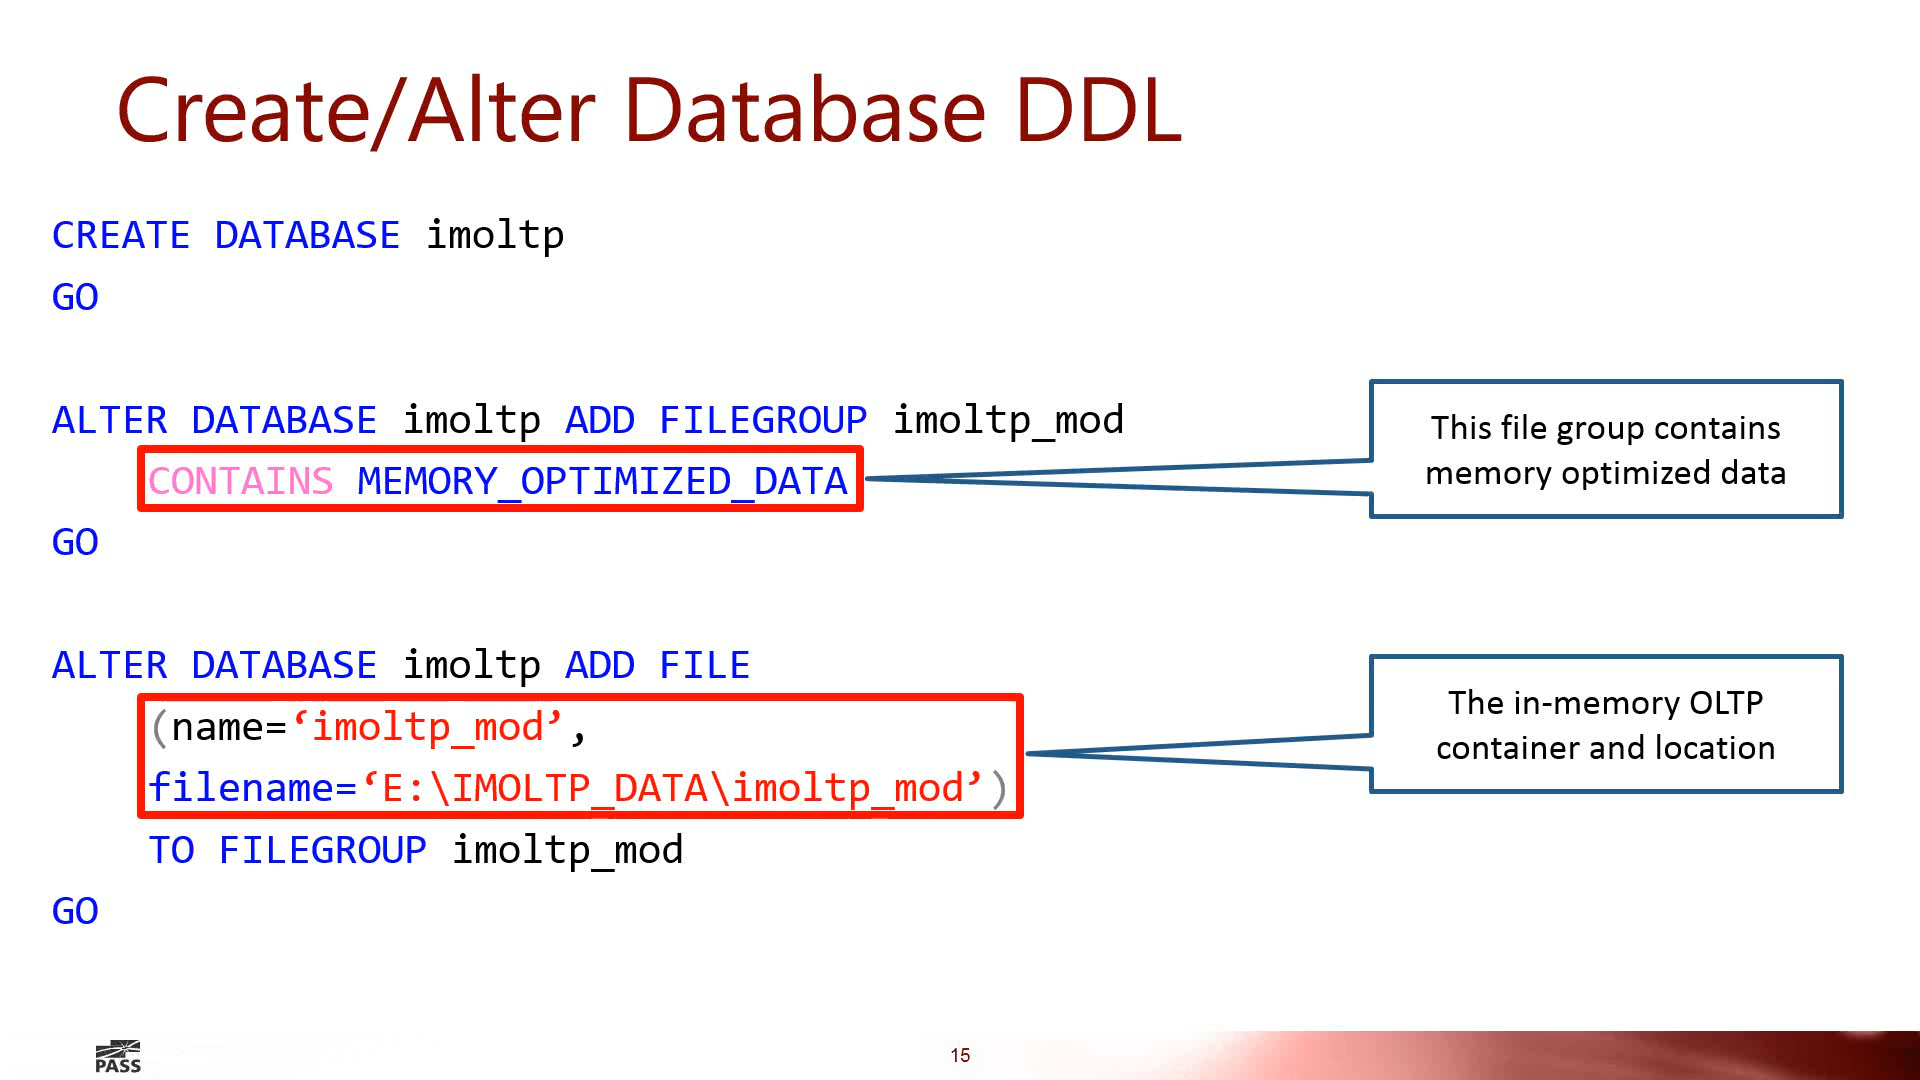 Create/Alter Database DDL
CREATE DATABASE imoltp
GO
ALTER DATABASE imoltp ADD FILEGROUP imoltp_mod
CONTAINS MEMORY_OPTIMIZED_DATA
GO
This file group contains
memory optimized data
ALTER DATABASE imoltp ADD FILE
(name=‘imoltp_mod’,
filename=‘E:\IMOLTP_DATA\imoltp_mod’)
TO FILEGROUP imoltp_mod
GO
The in-memory OLTP
container and location
PASS
15